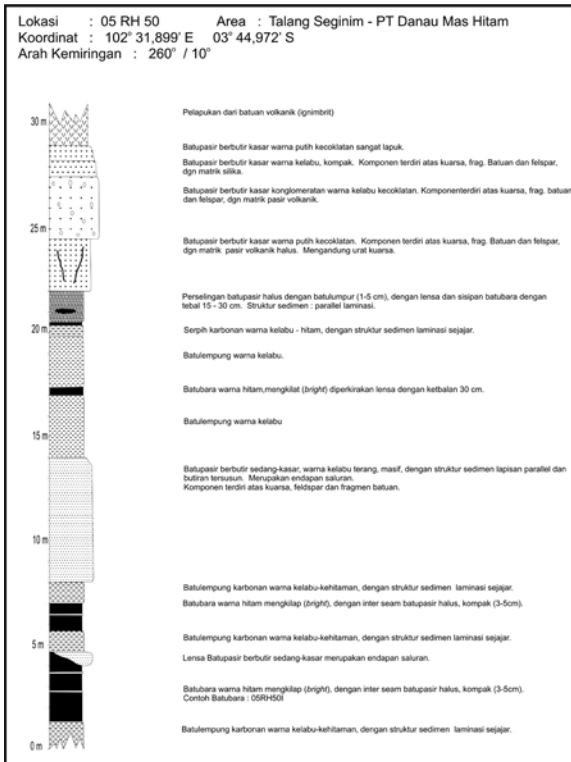 Lokasi : 05 RH 50 Area : Talang Seginim - PT Danau Mas Hitam
Koordinat : 102° 31,899' E 03° 44,972' S
Arah Kemiringan : 260° / 10°
Pelapukan dari batuan volkanik (ignimbrit)
30 m
Batupasir berbutir kasar warna putih kecoklatan sangat lapuk.
Batupasir berbutir kasar warna kelabu, kompak. Komponen terdiri atas kuarsa, frag. Batuan dan felspar,
dgn matrik silika.
Batupasir berbutir kasar konglomeratan warna kelabu kecoklatan. Komponenterdiri atas kuarsa, frag. batuan
dan felspar, dgn matrik pasir volkanik.
25 m
Batupasir berbutir kasar warna putih kecoklatan. Komponen terdiri atas kuarsa, frag. Batuan dan felspar,
dgn matrik pasir volkanik halus. Mengandung urat kuarsa.
Perselingan batupasir halus dengan batulumpur (1-5 cm), dengan lensa dan sisipan batubara dengan
tebal 15 - 30 cm. Struktur sedimen : parallel laminasi.
20 m
Serpih karbonan warna kelabu - hitam, dengan struktur sedimen laminasi sejajar.
Batulempung warna kelabu.
Batubara warna hitam,mengkilat (bright) diperkirakan lensa dengan ketbalan 30 cm.
Batulempung warna kelabu
15 m
Batupasir berbutir sedang-kasar, warna kelabu terang, masif, dengan struktur sedimen lapisan parallel dan
butiran tersusun. Merupakan endapan saluran.
Komponen terdiri atas kuarsa, feldspar dan fragmen batuan.
10 m
Batulempung karbonan warna kelabu-kehitaman, dengan struktur sedimen laminasi sejajar.
Batubara warna hitam mengkilap (bright), dengan inter seam batupasir halus, kompak (3-5cm).
5 m
Batulempung karbonan warna kelabu-kehitaman, dengan struktur sedimen laminasi sejajar.
Lensa Batupasir berbutir sedang-kasar merupakan endapan saluran.
Batubara warna hitam mengkilap (bright), dengan inter seam batupasir halus, kompak (3-5cm).
Contoh Batubara : 05RH50I
Batulempung karbonan warna kelabu-kehitaman, dengan struktur sedimen laminasi sejajar.
0 m